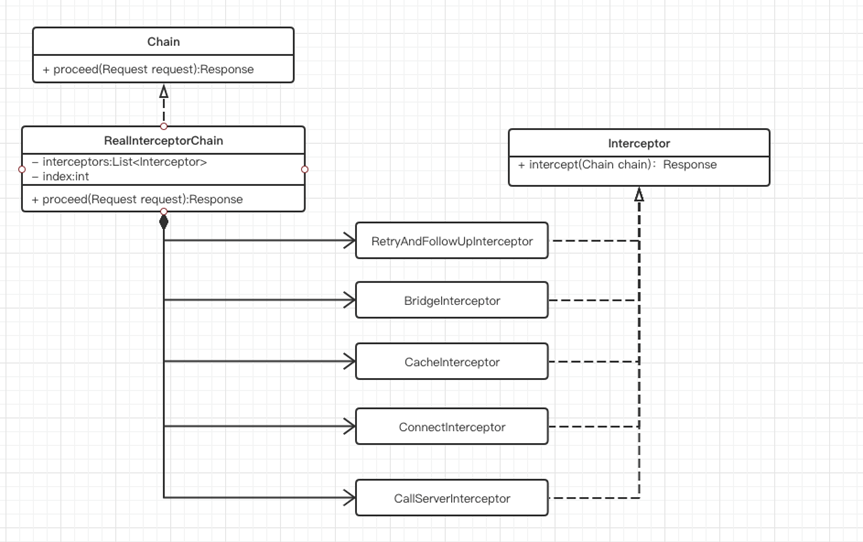 Chain
+ proceed(Request request):Response
RealInterceptorChain
– interceptors:List<Interceptor>
– index:int
+ proceed(Request request):Response
Interceptor
+ intercept(Chain chain)： Response
RetryAndFollowUpInterceptor
BridgeInterceptor
CacheInterceptor
ConnectInterceptor
CallServerInterceptor